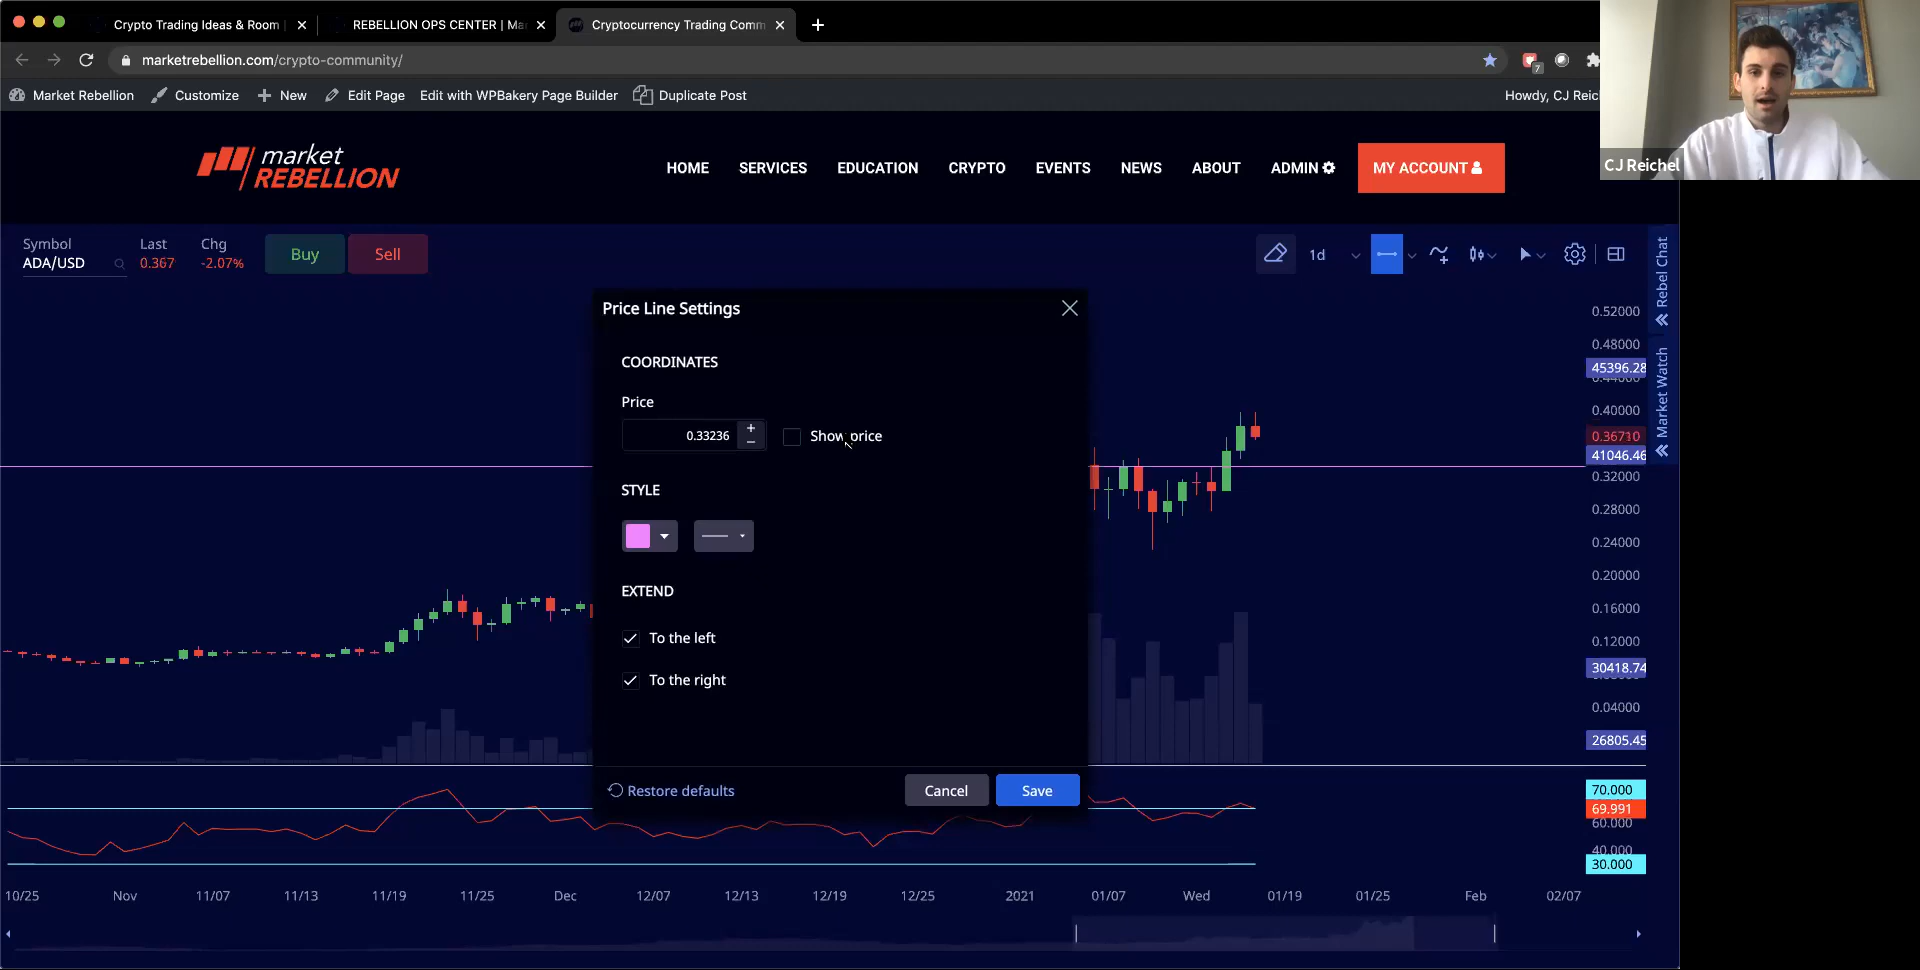 Crypto Trading Ideas & Room
REBELLION OPS CENTER | Ma
Cryptocurrency Trading Comm
marketrebellion.com/crypto-community/
7
Market Rebellion
Customize
New
Edit Page
Edit with WPBakery Page Builder
Duplicate Post
Howdy, CJ Reic
CJ Reichel
market
REBELLION
HOME
SERVICES
EDUCATION
CRYPTO
EVENTS
NEWS
ABOUT
ADMIN
MY ACCOUNT
Symbol
Last
Chg
ADA/USD
0.367
-2.07%
Buy
Sell
1d
Rebel Chat
Market Watch
Price Line Settings
COORDINATES
Price
0.33236
Show price
STYLE
EXTEND
To the left
To the right
Restore defaults
Cancel
Save
0.52000
0.48000
45396.28
0.40000
0.36710
41046.46
0.32000
0.28000
0.24000
0.20000
0.16000
0.12000
30418.74
0.04000
26805.45
70.000
69.991
60.000
40.000
30.000
10/25
Nov
11/07
11/13
11/19
11/25
Dec
12/07
12/13
12/19
12/25
2021
01/07
Wed
01/19
01/25
Feb
02/07